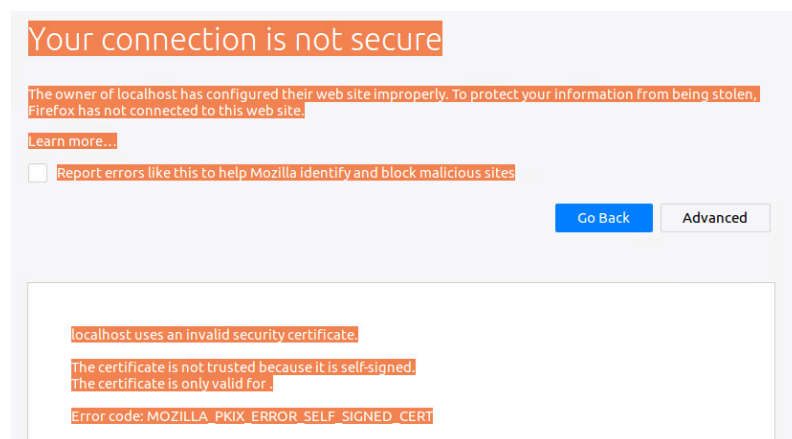 Your connection is not secure
The owner of localhost has configured their web site improperly. To protect your information from being stolen,
Firefox has not connected to this web site.
Learn more...
Report errors like this to help Mozilla identify and block malicious sites
Go Back
Advanced
localhost uses an invalid security certificate.
The certificate is not trusted because it is self-signed.
The certificate is only valid for .
Error code: MOZILLA_PKIX_ERROR_SELF_SIGNED_CERT